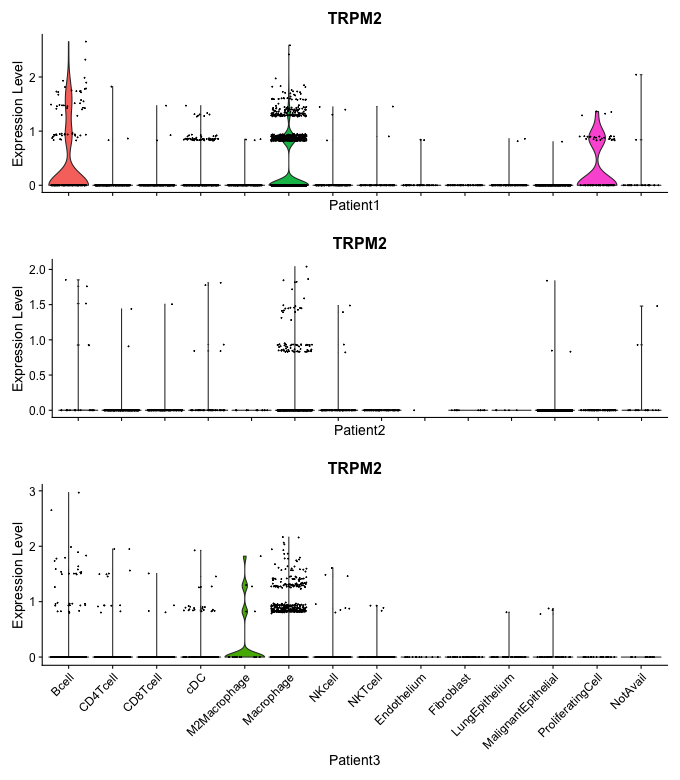 TRPM2
Expression Level
2
1
0
Patient1
TRPM2
Expression Level
2.0
1.5
1.0
0.5
0.0
Patient2
TRPM2
Expression Level
3
2
1
0
Bcell
CD4Tcell
CD8Tcell
cDC
M2Macrophage
Macrophage
NKcell
NKTcell
Endothelium
Fibroblast
LungEpithelium
MalignantEpithelial
ProliferatingCell
NotAvail
Patient3